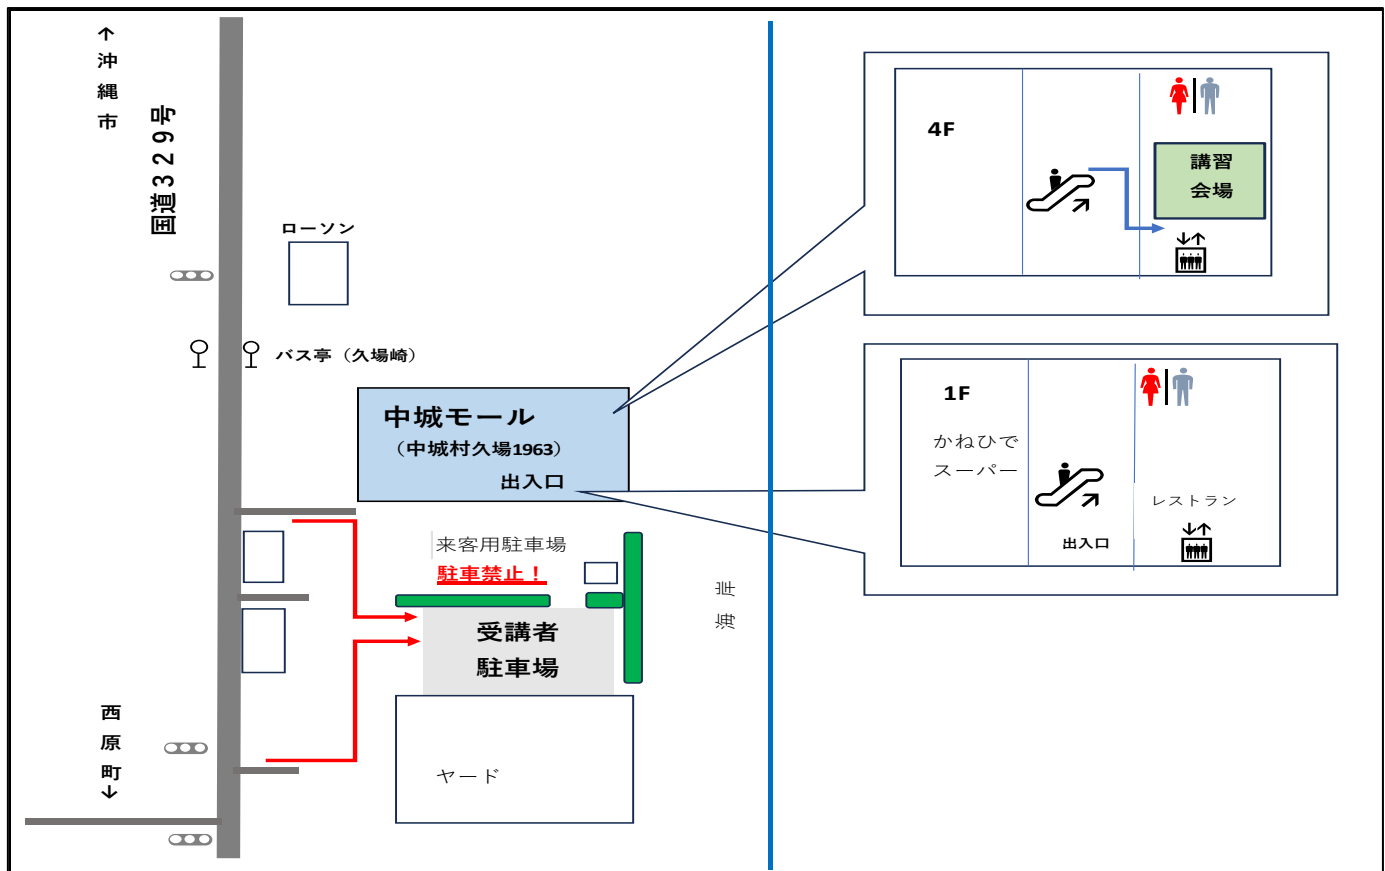 ↑沖縄市
国道329号
ローソン
バス亭（久場崎）
中城モール
（中城村久場1963）
出入口
来客用駐車場
駐車禁止！
受講者
駐車場
ヤード
西原町↓
海岸
4F
講習
会場
1F
かねひで
スーパー
レストラン
出入口